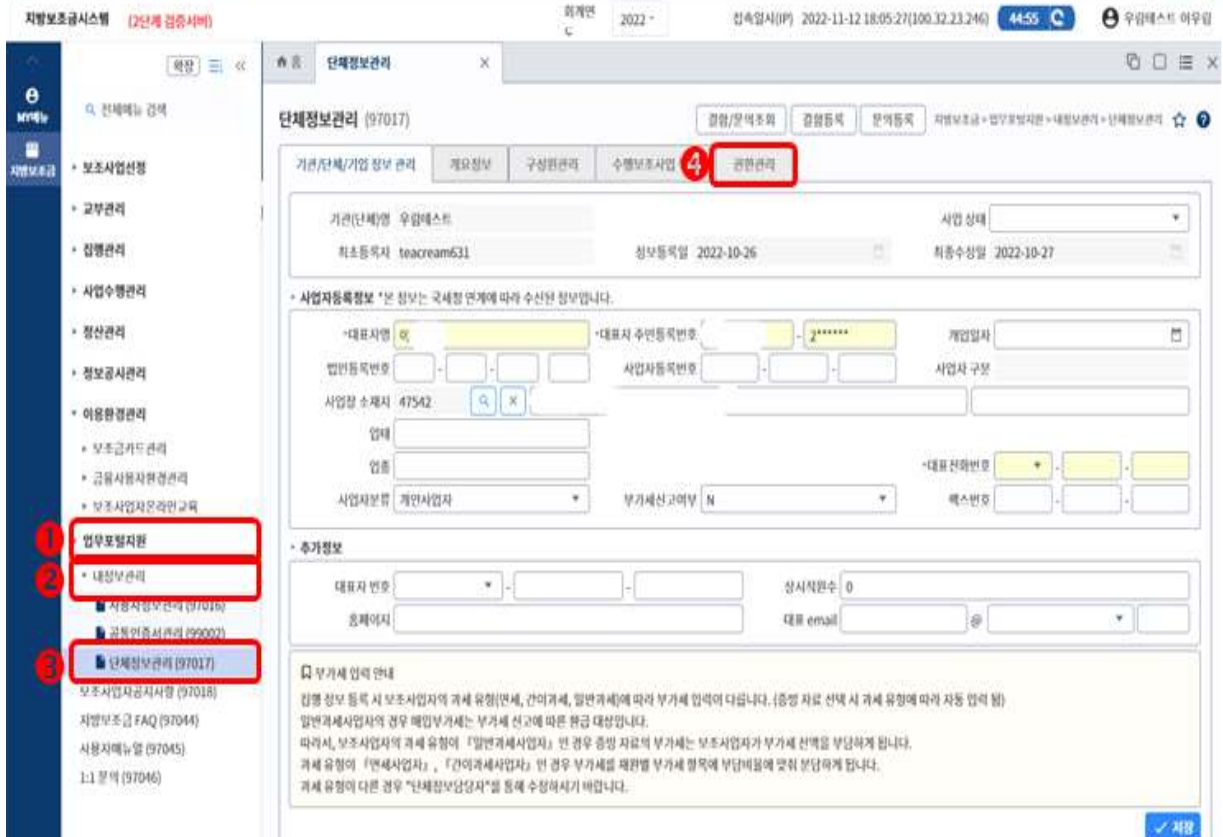 지방보조금시스템 (2단계 검증서버) 회계연 2022 접속일시(IP) 2022-11-12 18:05:27(100.32.23.246) 44:55 우림테스트 이우림
확장
MY메뉴
지방보조금
전체메뉴 검색
보조사업선정
교부관리
집행관리
사업수행관리
정산관리
정보공시관리
이용환경관리
보조금카드관리
금융사용자환경관리
보조사업자온라인교육
1 업무포털지원
2 내정보관리
사용자정보관리 (97016)
공동인증서관리 (99002)
3 단체정보관리 (97017)
보조사업자공지사항 (97018)
지방보조금 FAQ (97044)
사용자메뉴얼 (97045)
1:1 문의 (97046)
홈 단체정보관리 ×
단체정보관리 (97017) 결함/문의조회 결함등록 문의등록 지방보조금 > 업무포털지원 > 내정보관리 > 단체정보관리
기관/단체/기업 정보 관리 개요정보 구성원관리 수행보조사업 4 권한관리
기관(단체)명 우림테스트 사업 상태
최초등록자 teacream631 정보등록일 2022-10-26 최종수정일 2022-10-27
사업자등록정보 *본 정보는 국세청 연계에 따라 수신된 정보입니다.
*대표자명 이 *대표자 주민등록번호 - 2****** 개업일자
법인등록번호 - - 사업자등록번호 - - 사업자 구분
사업장 소재지 47542
업태
업종 *대표전화번호 - -
사업자분류 개인사업자 부가세신고여부 N 팩스번호 - -
추가정보
대표자 번호 - - 상시직원수 0
홈페이지 대표 email @
부가세 입력 안내
집행 정보 등록 시 보조사업자의 과세 유형(면세, 간이과세, 일반과세)에 따라 부가세 입력이 다릅니다. (증빙 자료 선택 시 과세 유형에 따라 자동 입력 됨)
일반과세사업자의 경우 매입부가세는 부가세 신고에 따른 환급 대상입니다.
따라서, 보조사업자의 과세 유형이 『일반과세사업자』 인 경우 증빙 자료의 부가세는 보조사업자가 부가세 전액을 부담하게 됩니다.
과세 유형이 『면세사업자』, 『간이과세사업자』 인 경우 부가세를 재원별 부가세 항목에 부담비율에 맞춰 분담하게 됩니다.
과세 유형이 다른 경우 "단체정보담당자"를 통해 수정하시기 바랍니다.
저장